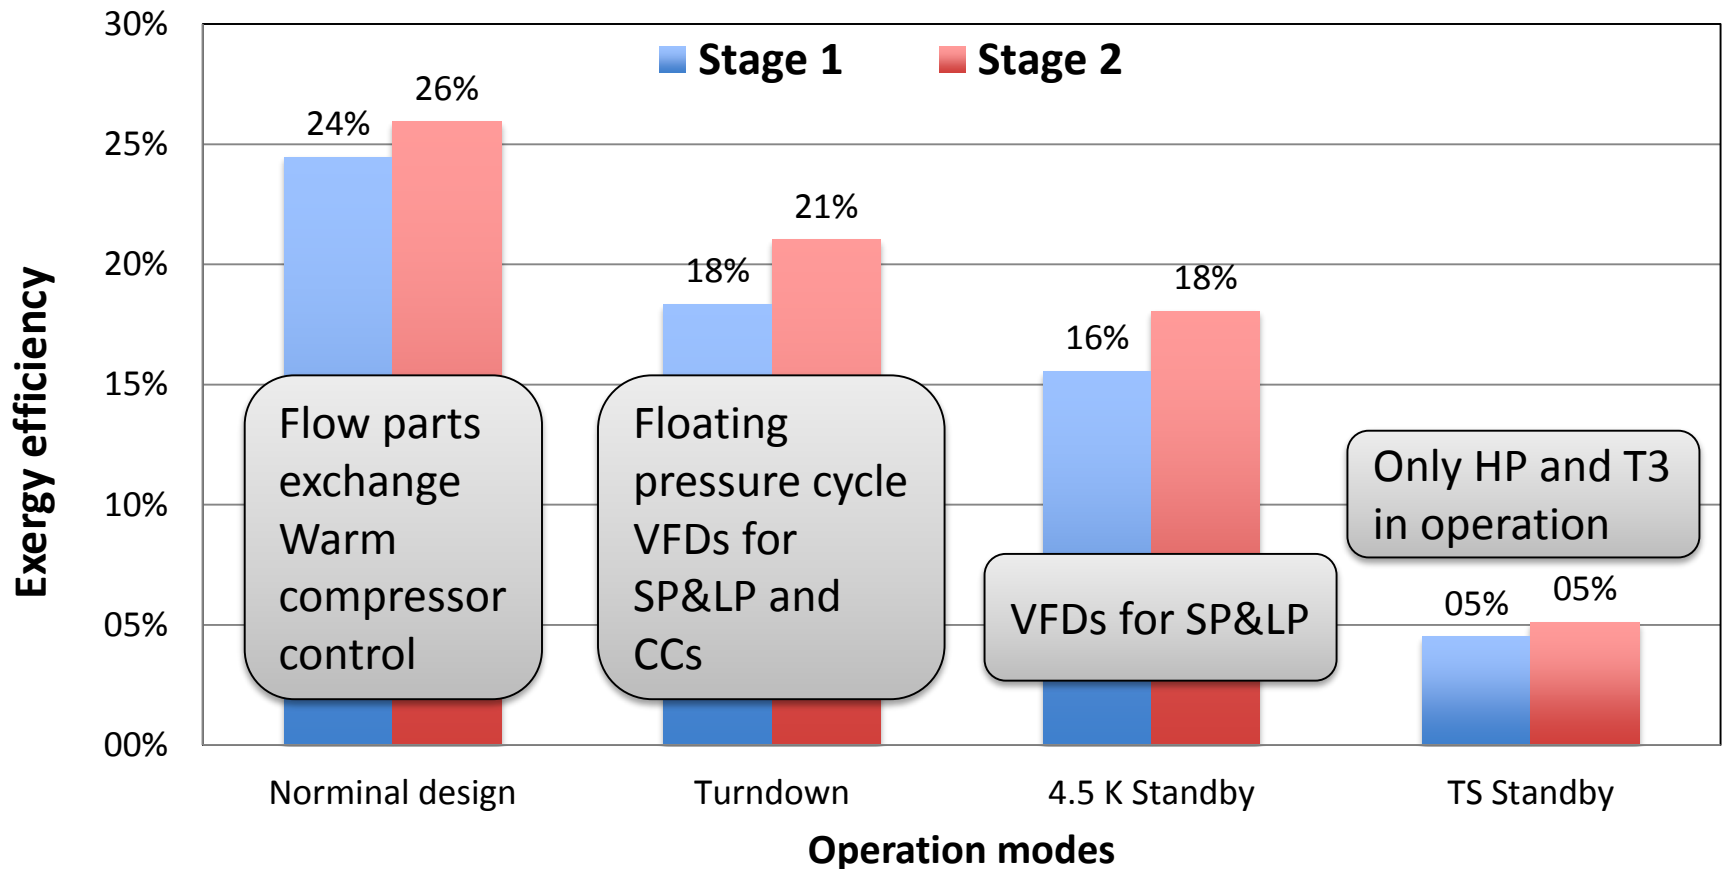 30%
25%
20%
15%
10%
05%
00%
Exergy efficiency
Stage 1
Stage 2
24%
26%
18%
21%
16%
18%
05%
05%
Flow parts
exchange
Warm
compressor
control
Floating
pressure cycle
VFDs for
SP&LP and
CCs
VFDs for SP&LP
Only HP and T3
in operation
Norminal design
Turndown
4.5 K Standby
TS Standby
Operation modes